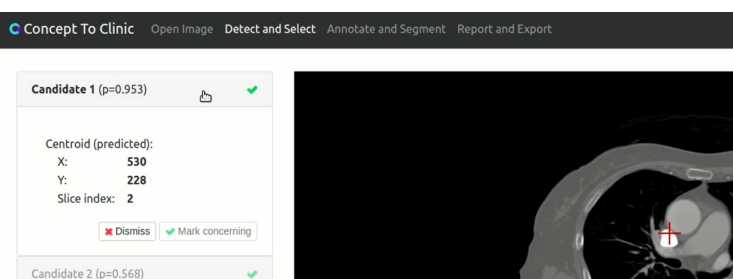 Concept To Clinic Open Image Detect and Select Annotate and Segment Report and Export
Candidate 1 (p=0.953)
Centroid (predicted):
X: 530
Y: 228
Slice index: 2
Dismiss Mark concerning
Candidate 2 (p=0.568)